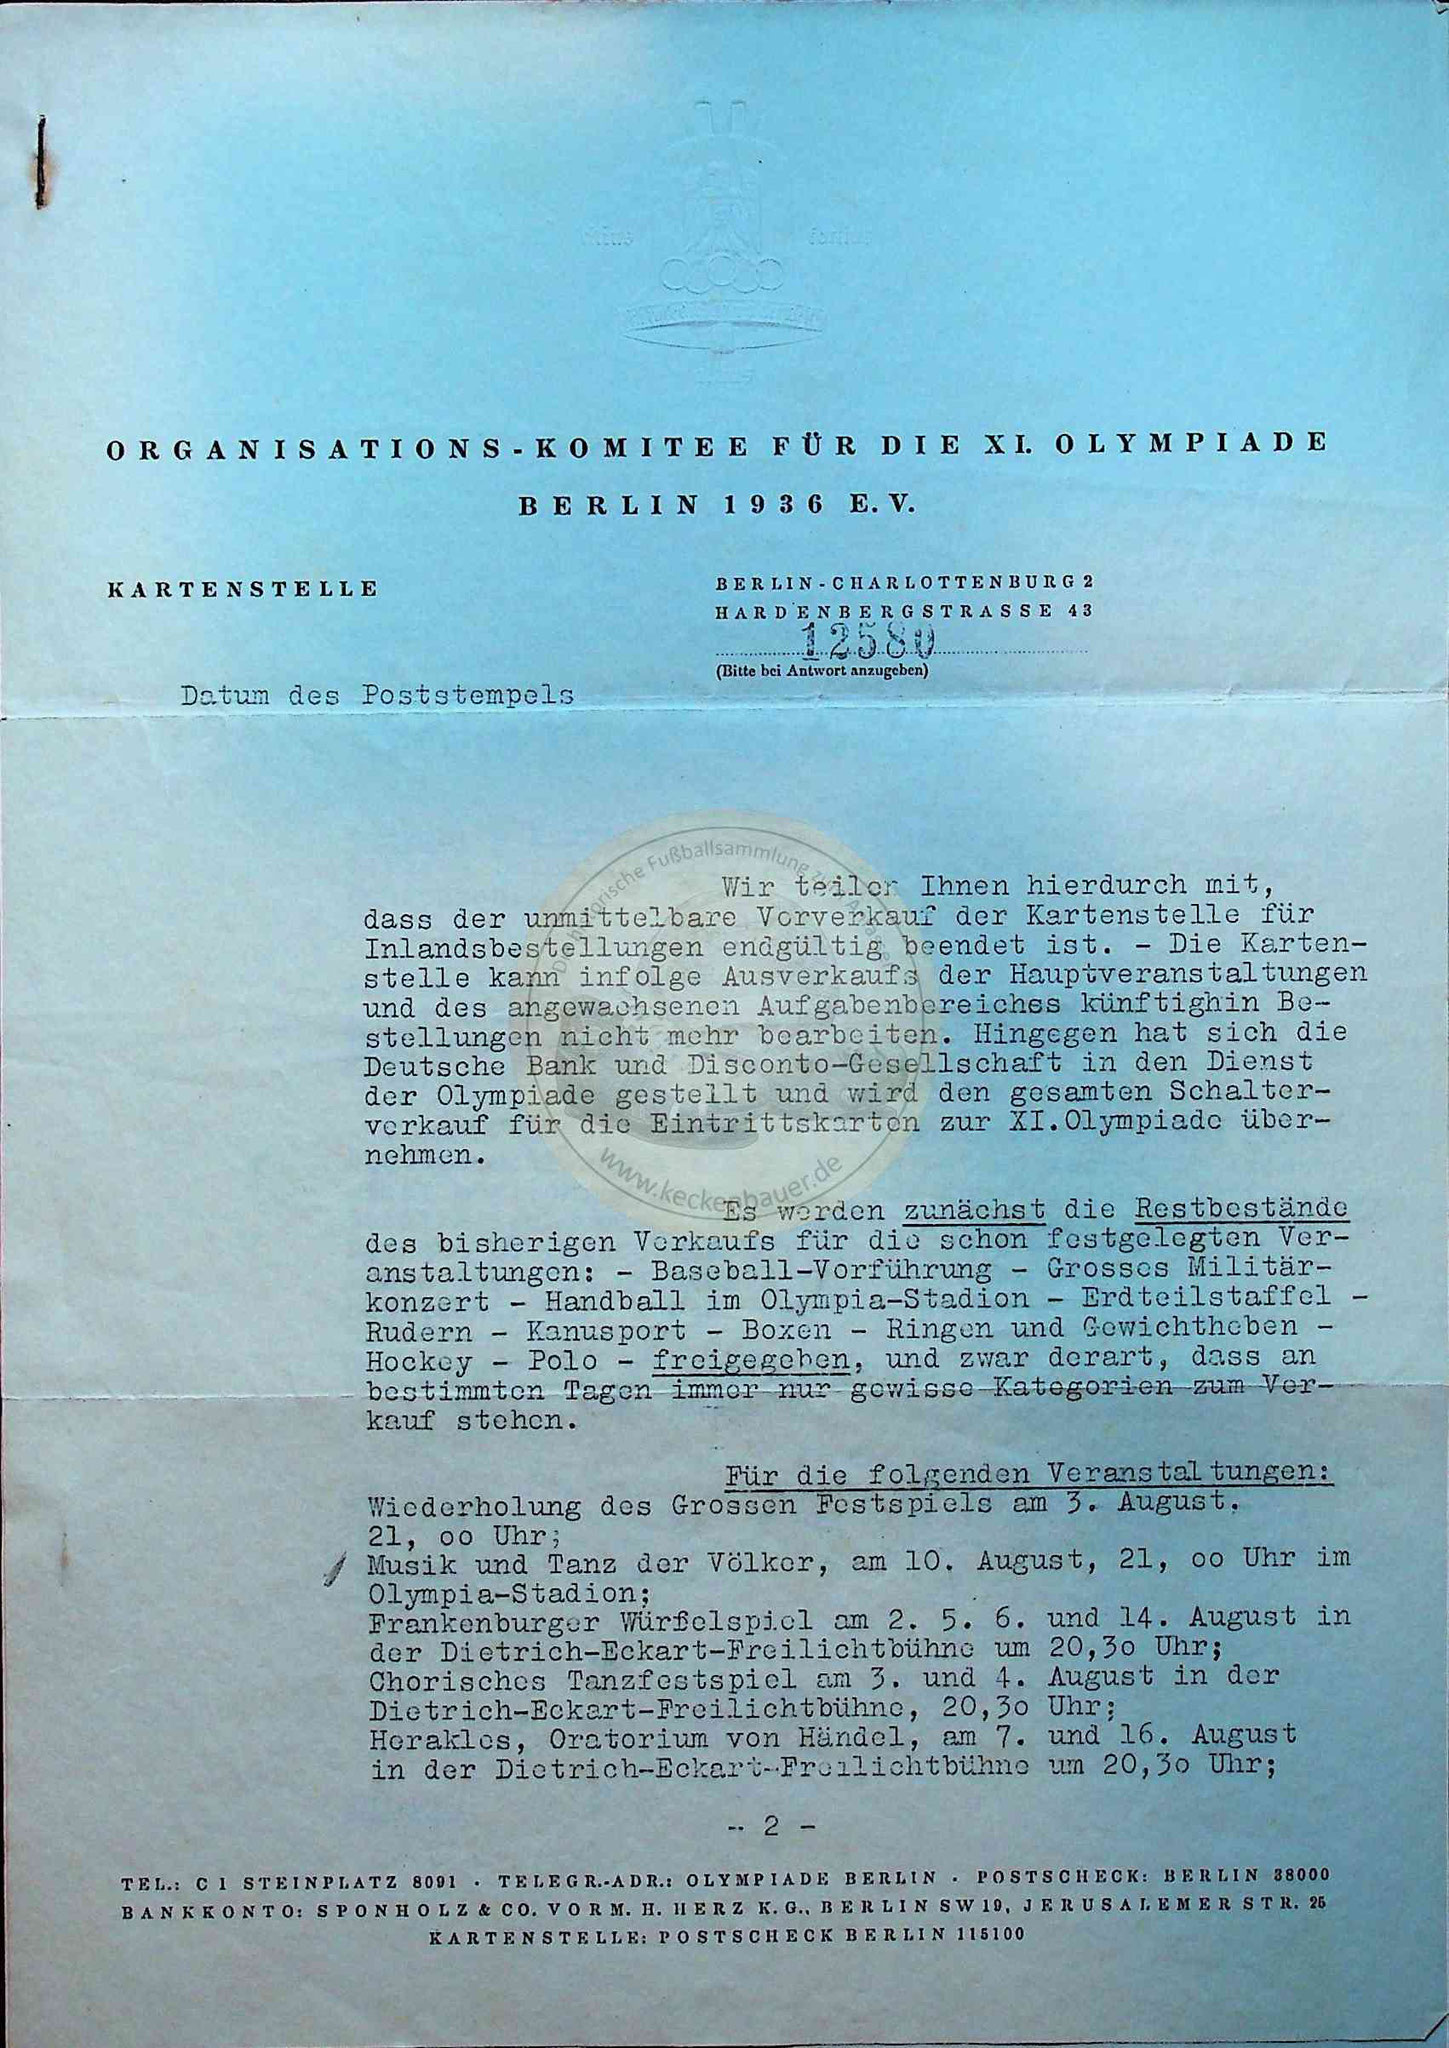 ORGANISATIONS-KOMITEE FÜR DIE XI. OLYMPIADE
BERLIN 1936 E.V.
KARTENSTELLE
BERLIN-CHARLOTTENBURG 2
HARDENBERGSTRASSE 43
12580
(Bitte bei Antwort anzugeben)
Datum des Poststempels
Wir teilen Ihnen hierdurch mit,
dass der unmittelbare Vorverkauf der Kartenstelle für
Inlandsbestellungen endgültig beendet ist. - Die Karten-
stelle kann infolge Ausverkaufs der Hauptveranstaltungen
und des angewachsenen Aufgabenbereiches künftighin Be-
stellungen nicht mehr bearbeiten. Hingegen hat sich die
Deutsche Bank und Disconto-Gesellschaft in den Dienst
der Olympiade gestellt und wird den gesamten Schalter-
verkauf für die Eintrittskarten zur XI.Olympiade über-
nehmen.
Es werden zunächst die Restbestände
des bisherigen Verkaufs für die schon festgelegten Ver-
anstaltungen: - Baseball-Vorführung - Grosses Militär-
konzert - Handball im Olympia-Stadion - Erdteilstaffel -
Rudern - Kanusport - Boxen - Ringen und Gewichtheben -
Hockey - Polo - freigegeben, und zwar derart, dass an
bestimmten Tagen immer nur gewisse Kategorien zum Ver-
kauf stehen.
Für die folgenden Veranstaltungen:
Wiederholung des Grossen Festspiels am 3. August.
21, oo Uhr;
Musik und Tanz der Völker, am 10. August, 21, oo Uhr im
Olympia-Stadion;
Frankenburger Würfelspiel am 2. 5. 6. und 14. August in
der Dietrich-Eckart-Freilichtbühne um 20,3o Uhr;
Chorisches Tanzfestspiel am 3. und 4. August in der
Dietrich-Eckart-Freilichtbühne, 20,3o Uhr;
Herakles, Oratorium von Händel, am 7. und 16. August
in der Dietrich-Eckart-Freilichtbühne um 20,3o Uhr;
-- 2 -
TEL.: C 1 STEINPLATZ 8091 · TELEGR.-ADR.: OLYMPIADE BERLIN · POSTSCHECK: BERLIN 38000
BANKKONTO: SPONHOLZ & CO. VORM. H. HERZ K.G., BERLIN SW 19, JERUSALEMER STR. 25
KARTENSTELLE: POSTSCHECK BERLIN 115100
Fußballsammlung
www.keckenbauer.de